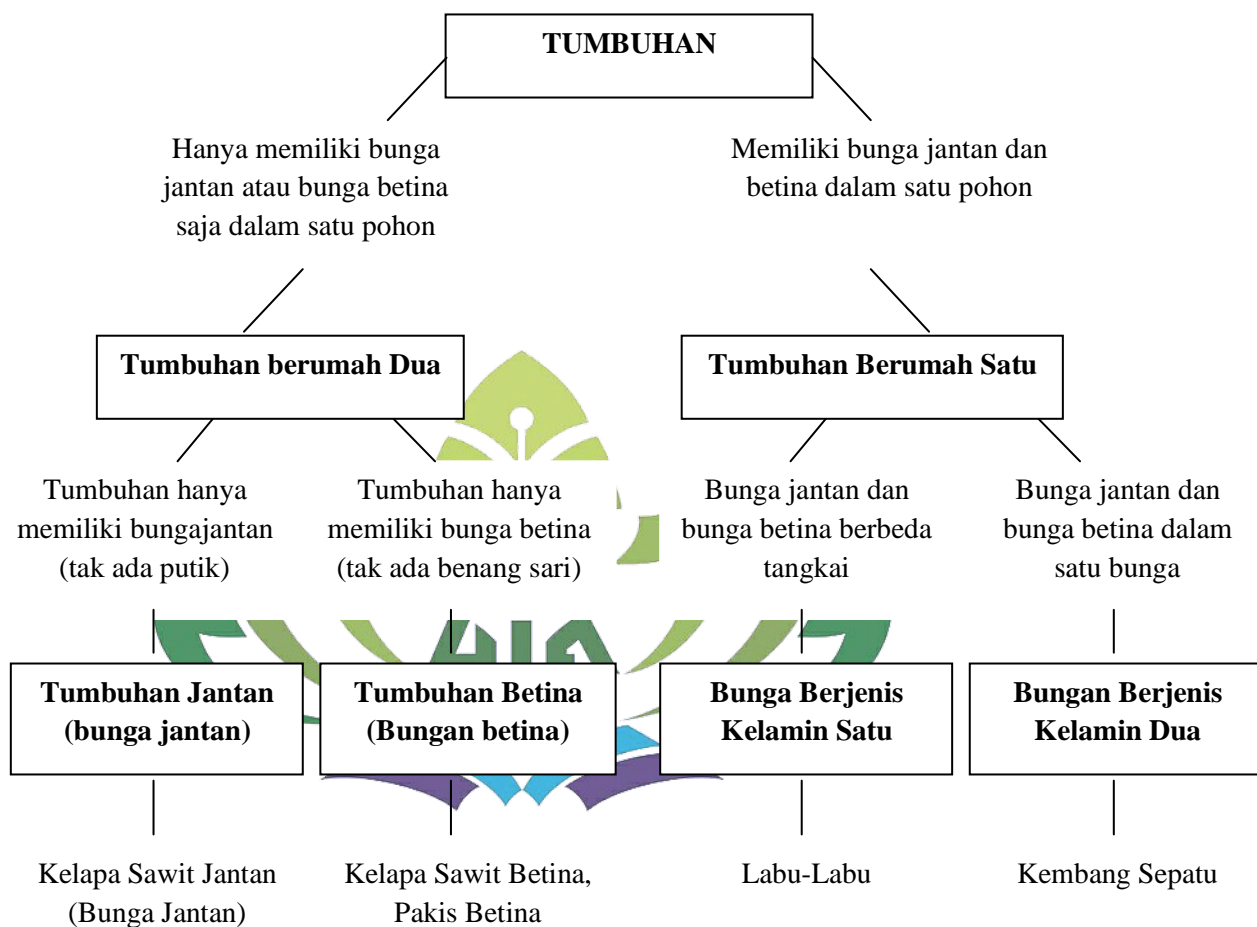 TUMBUHAN
Hanya memiliki bunga
jantan atau bunga betina
saja dalam satu pohon
Memiliki bunga jantan dan
betina dalam satu pohon
Tumbuhan berumah Dua
Tumbuhan Berumah Satu
Tumbuhan hanya
memiliki bungajantan
(tak ada putik)
Tumbuhan hanya
memiliki bunga betina
(tak ada benang sari)
Bunga jantan dan
bunga betina berbeda
tangkai
Bunga jantan dan
bunga betina dalam
satu bunga
Tumbuhan Jantan
(bunga jantan)
Tumbuhan Betina
(Bungan betina)
Bunga Berjenis
Kelamin Satu
Bungan Berjenis
Kelamin Dua
Kelapa Sawit Jantan
(Bunga Jantan)
Kelapa Sawit Betina,
Pakis Betina
Labu-Labu
Kembang Sepatu